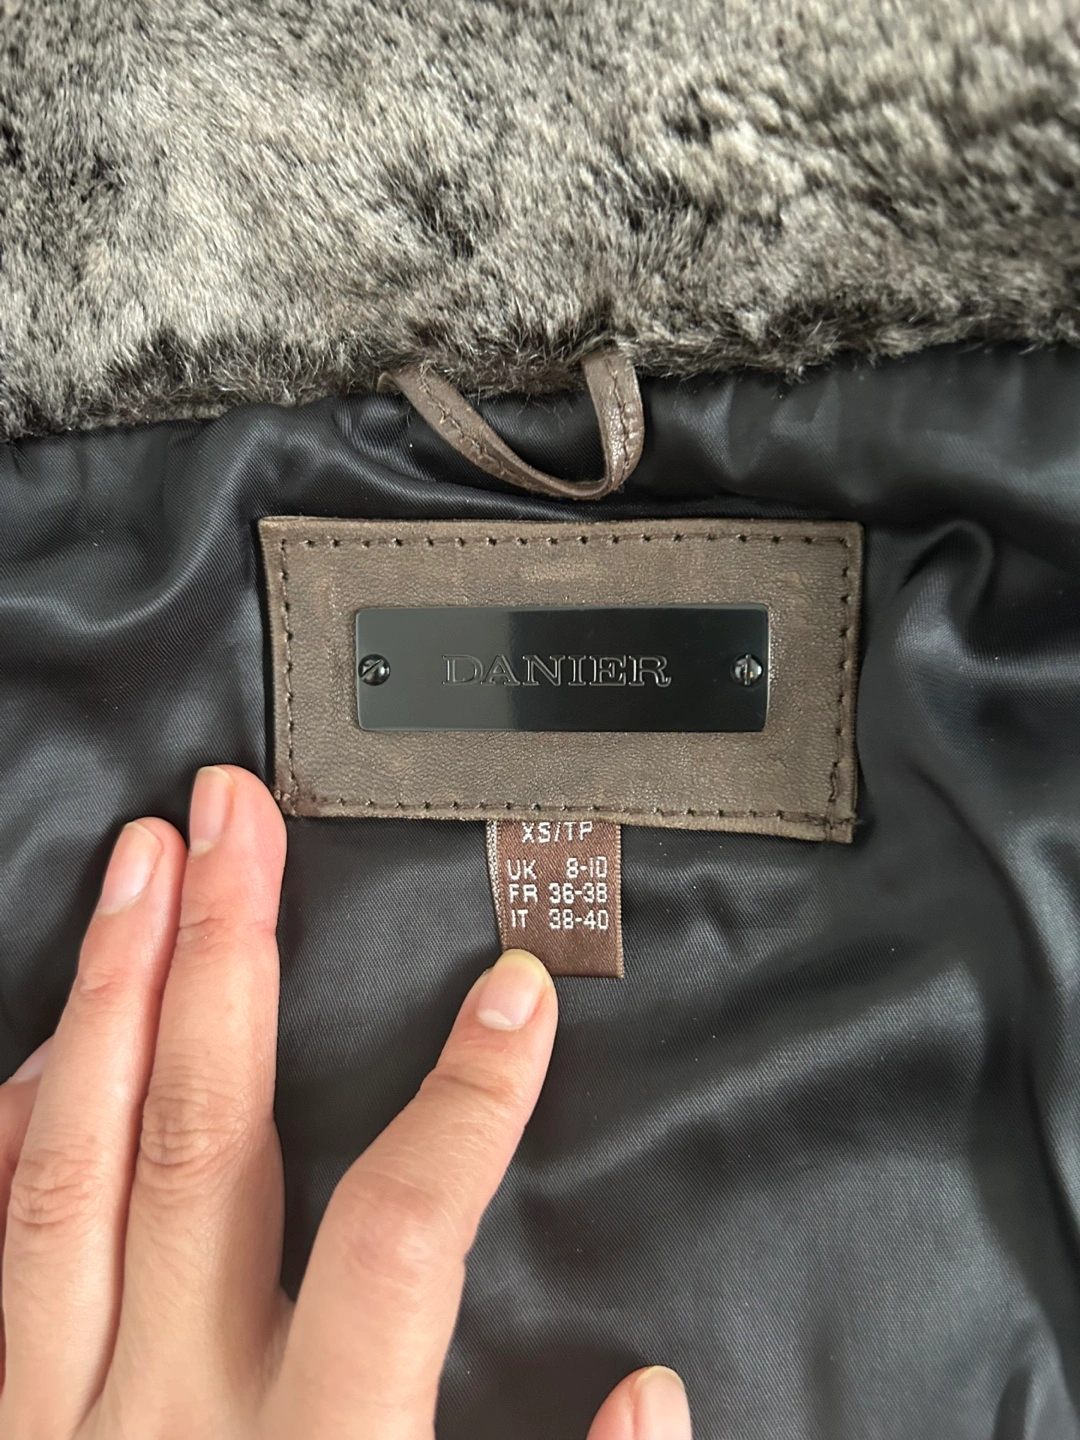 DANIER
XS/TP
UK 8-10
FR 36-38
IT 38-40